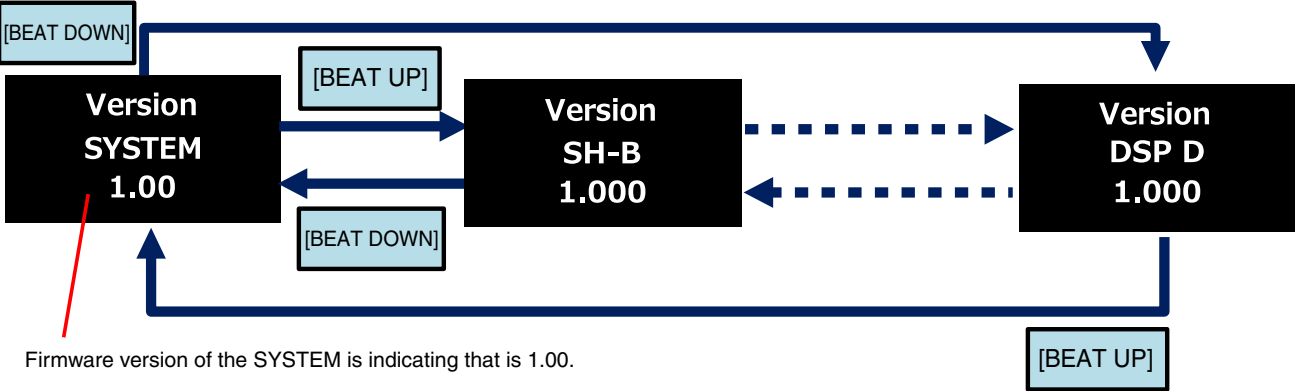 [BEAT DOWN]
[BEAT UP]
Version
SYSTEM
1.00
Version
SH-B
1.000
Version
DSP D
1.000
[BEAT DOWN]
[BEAT UP]
Firmware version of the SYSTEM is indicating that is 1.00.